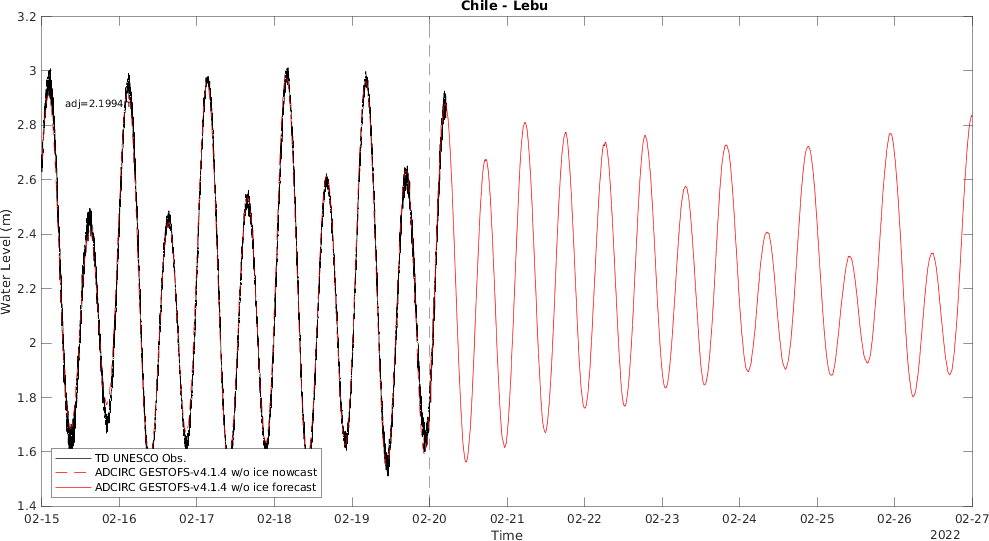 Chile - Lebu
3.2
3
2.8
2.6
2.4
2.2
2
1.8
1.6
1.4
Water Level (m)
adj=2.1994
TD UNESCO Obs.
ADCIRC GESTOFS-v4.1.4 w/o ice nowcast
ADCIRC GESTOFS-v4.1.4 w/o ice forecast
02-15 02-16 02-17 02-18 02-19 02-20 02-21 02-22 02-23 02-24 02-25 02-26 02-27
Time
2022